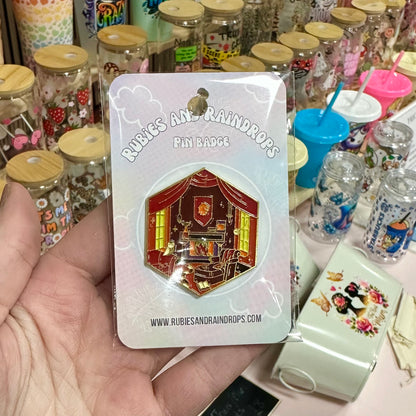 RUBIES AND RAINDROPS
PIN BADGE
WWW.RUBIESANDRAINDROPS.COM